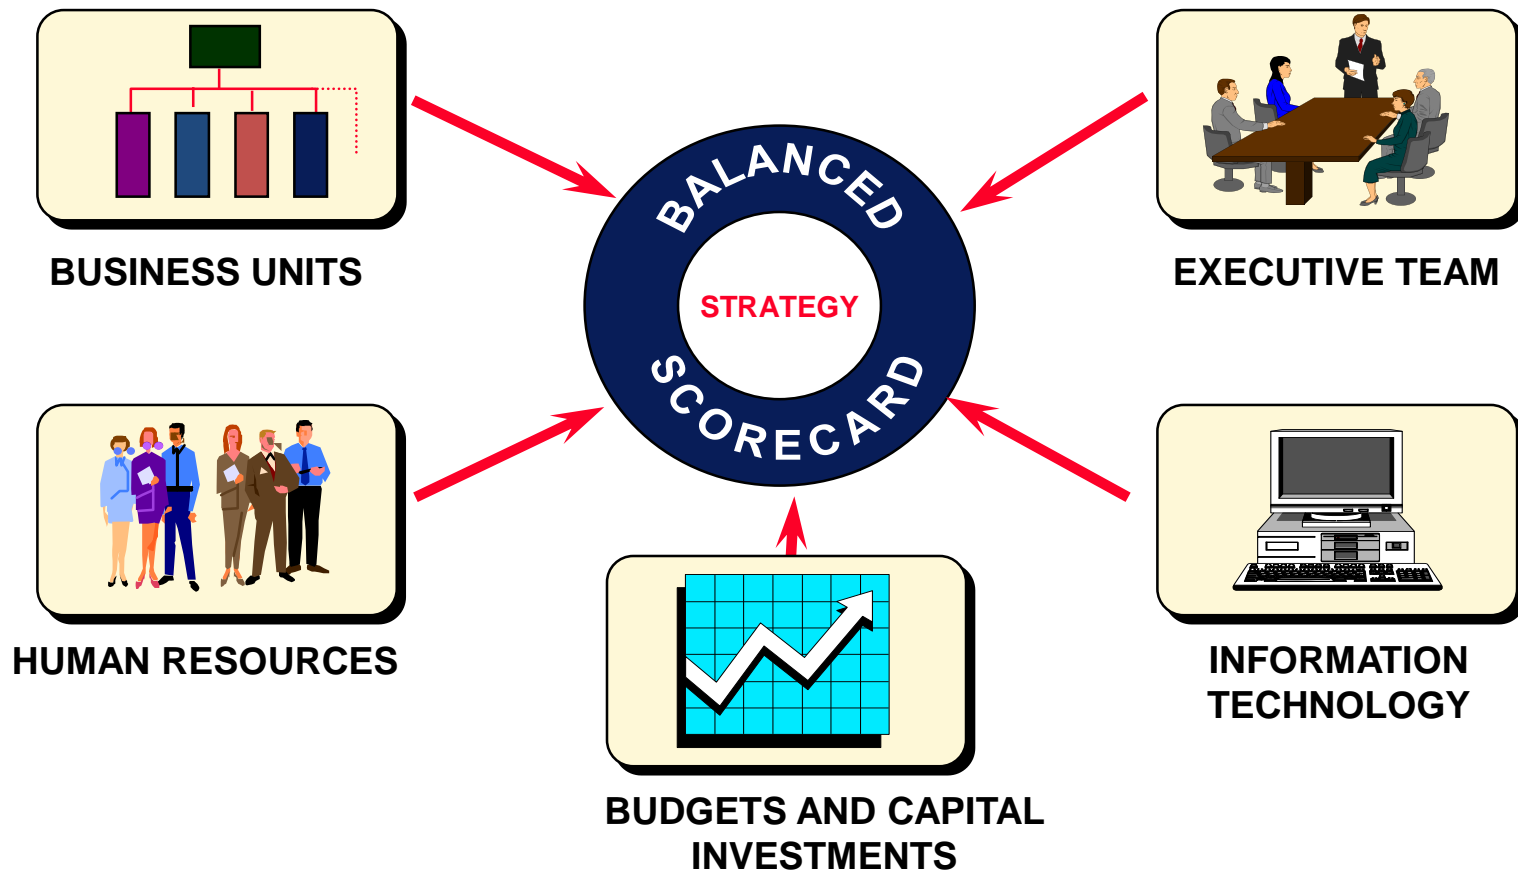 BALANCED
STRATEGY
SCORECARD
BUSINESS UNITS
EXECUTIVE TEAM
HUMAN RESOURCES
INFORMATION
TECHNOLOGY
BUDGETS AND CAPITAL
INVESTMENTS